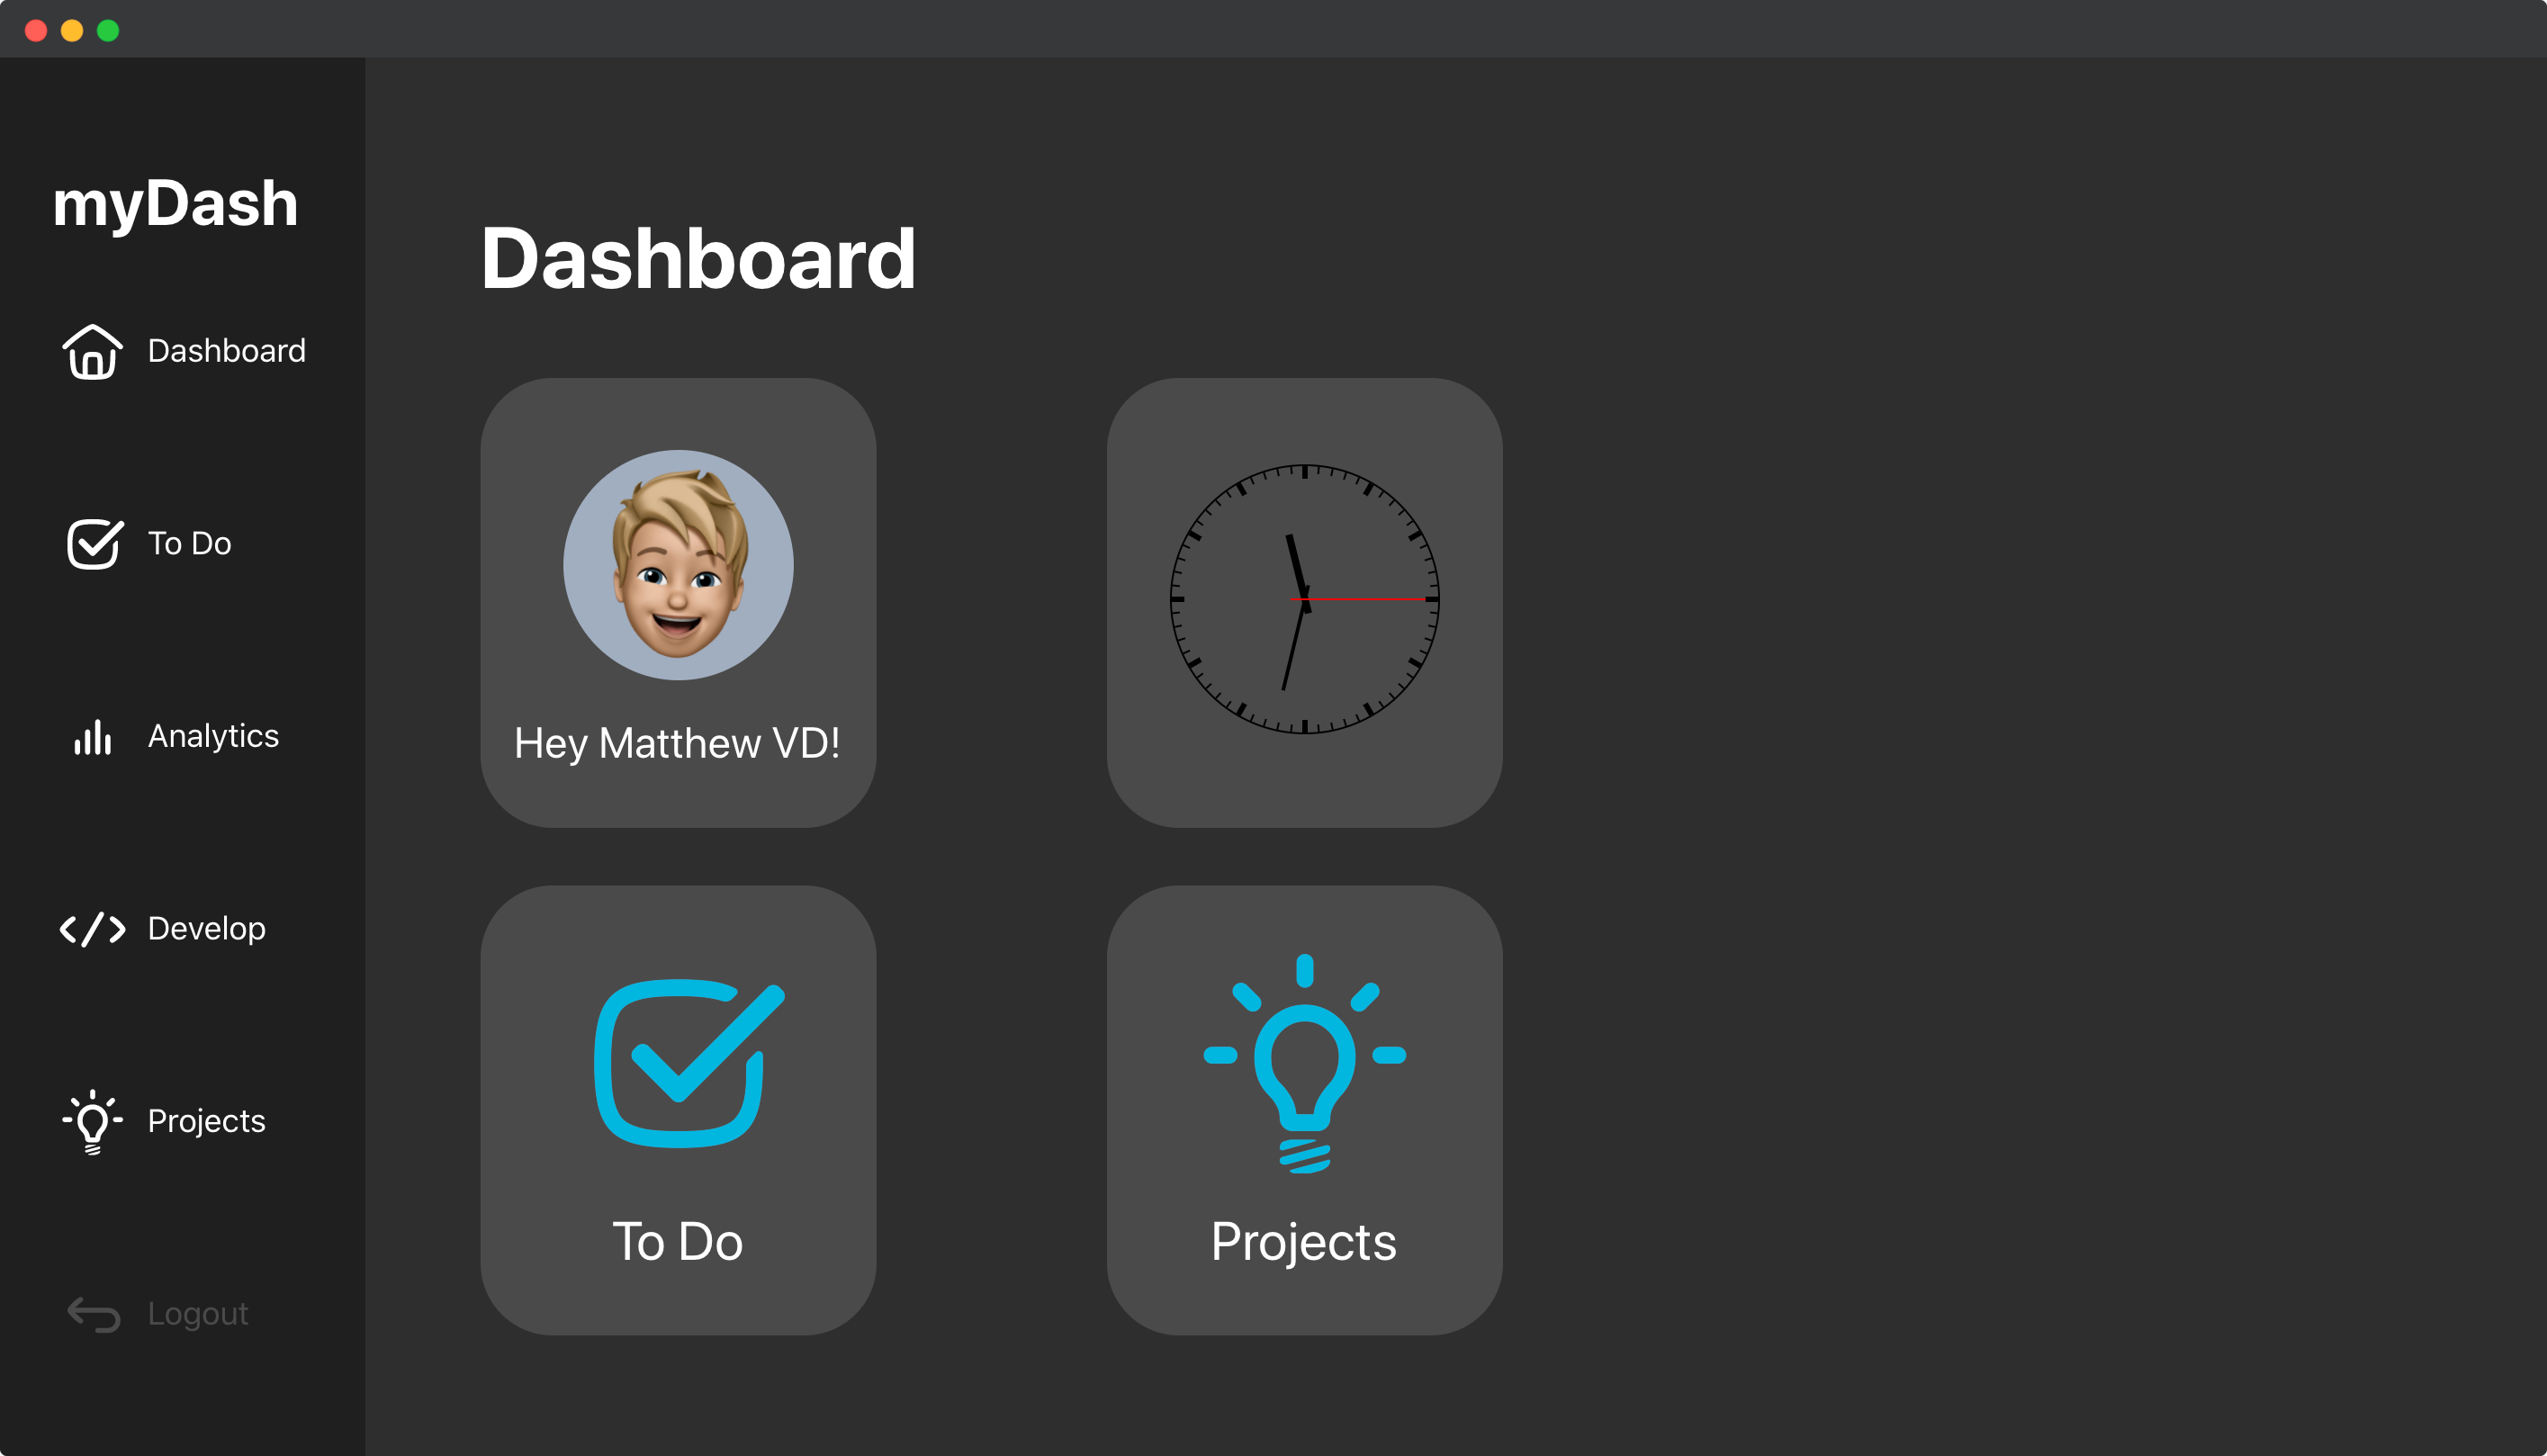 myDash
Dashboard
To Do
Analytics
Develop
Projects
Logout
Dashboard
Hey Matthew VD!
To Do
Projects